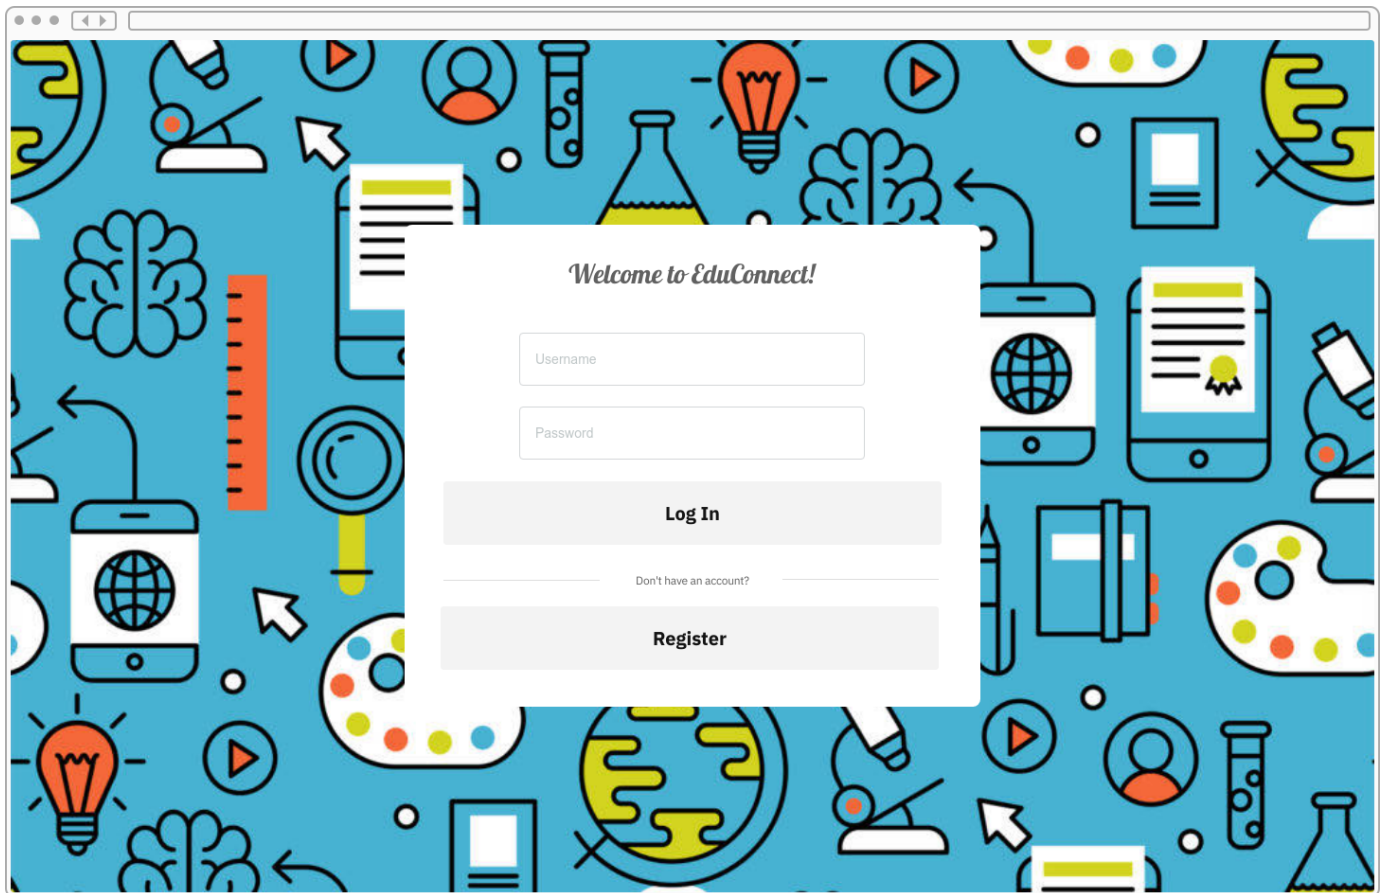 Welcome to EduConnect!
Username
Password
Log In
Don't have an account?
Register